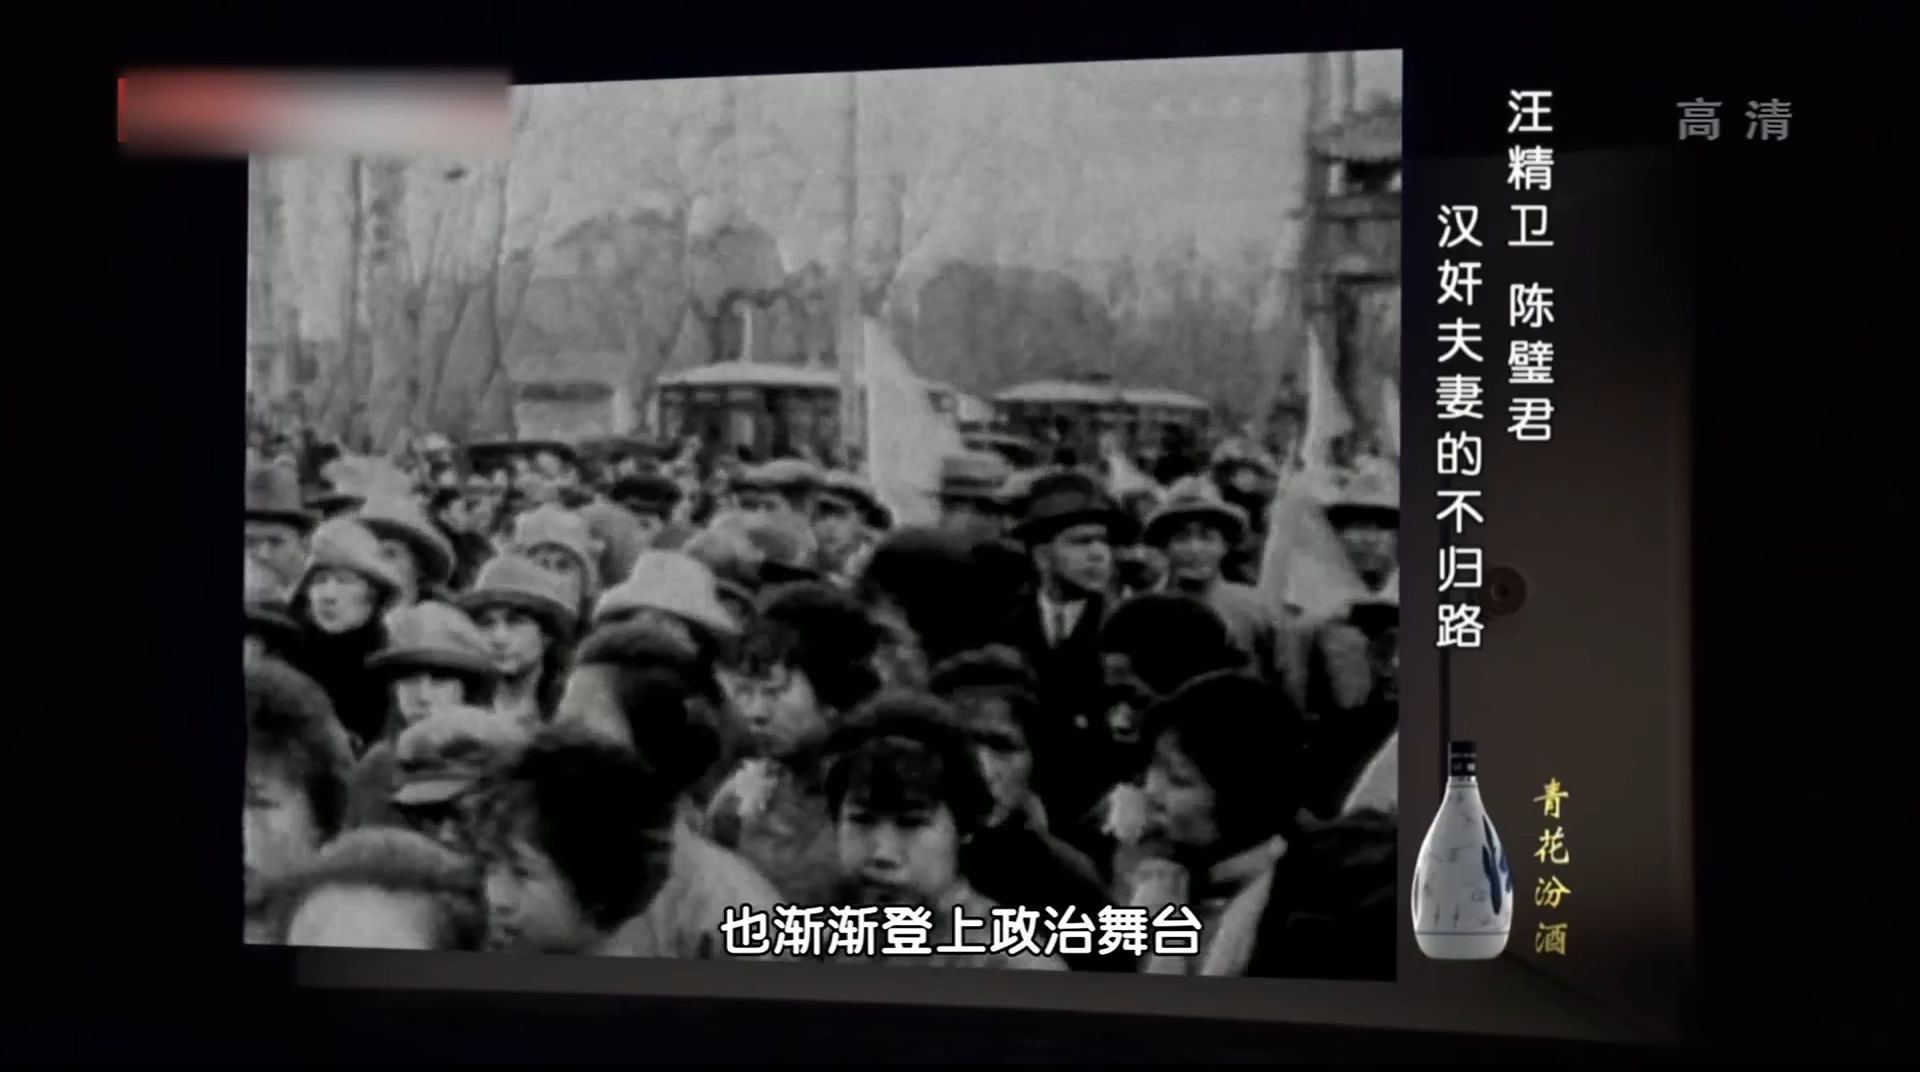 高清
汪精卫 陈璧君
汉奸夫妻的不归路
青花汾酒
也渐渐登上政治舞台